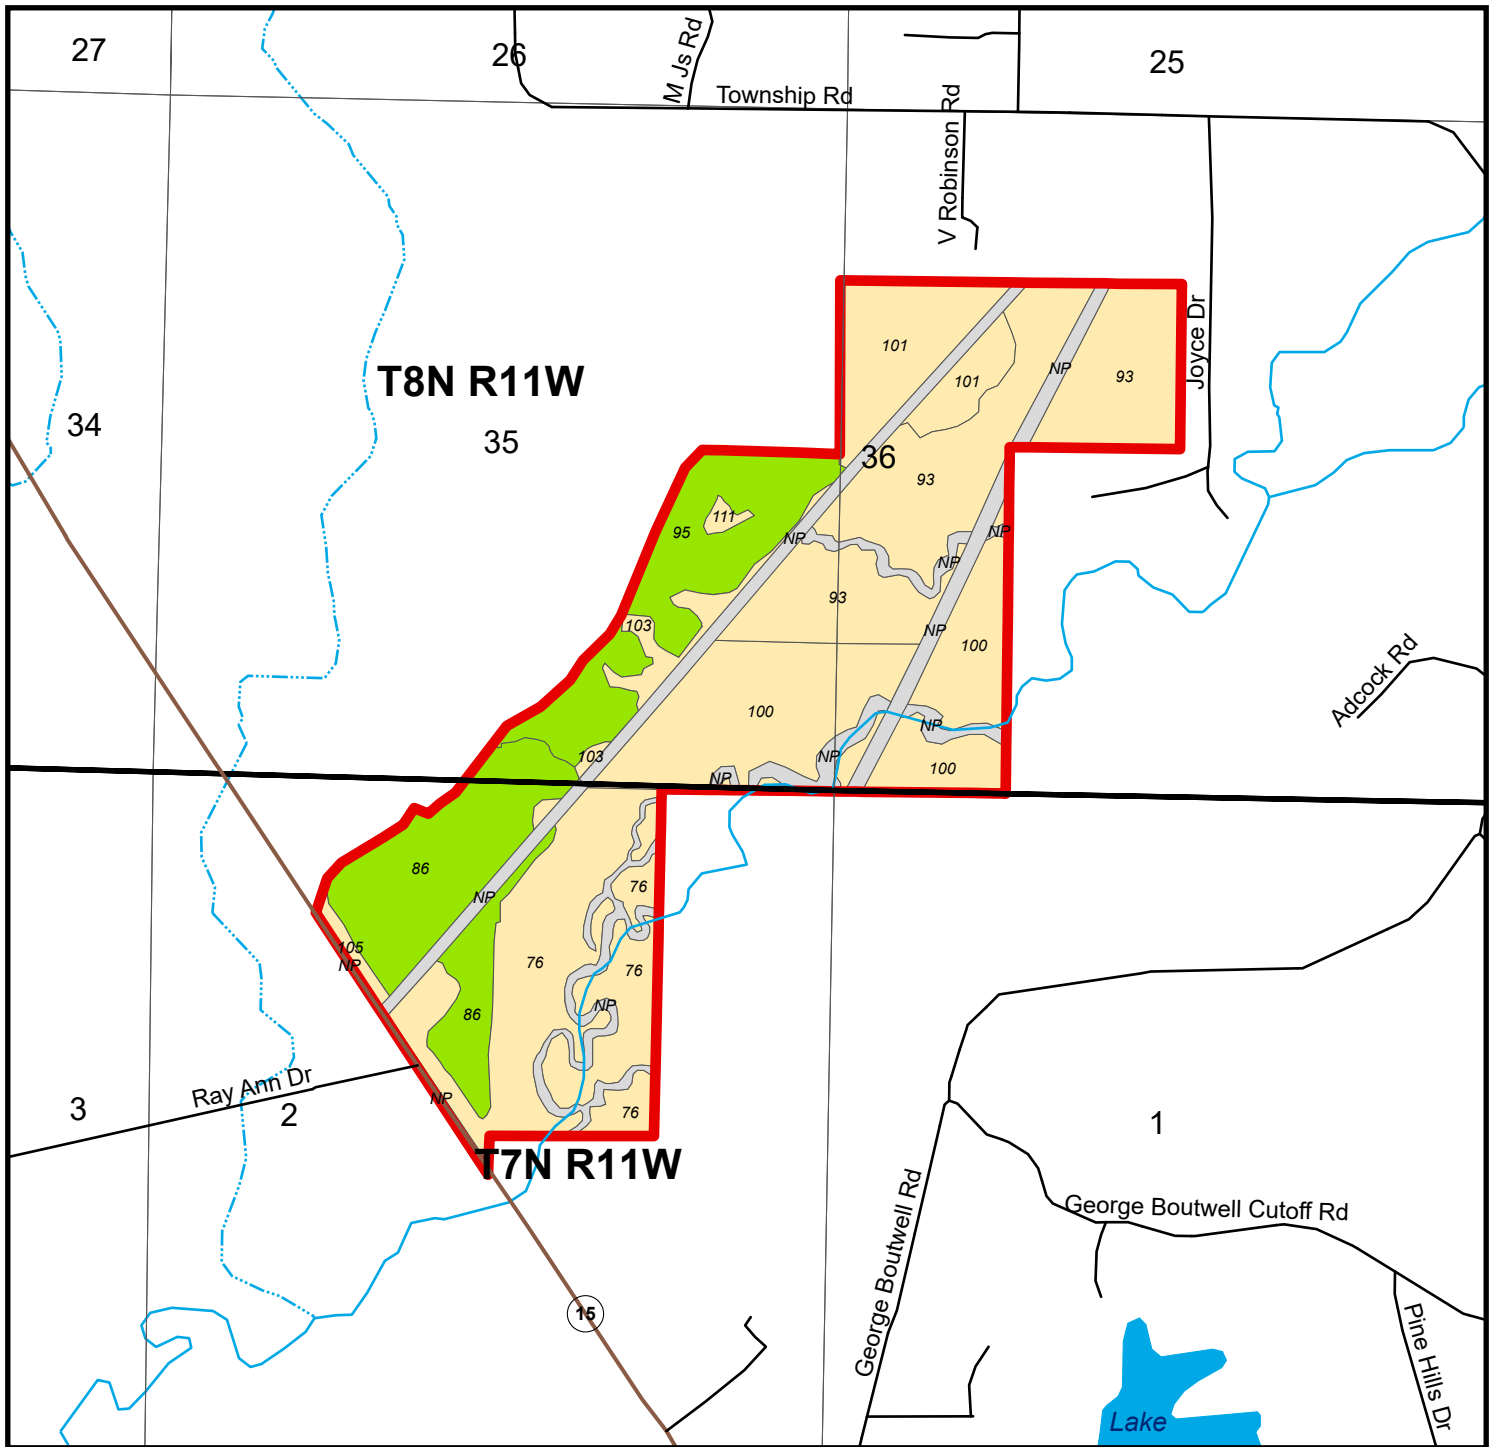 27
26
25
M Js Rd
Township Rd
V Robinson Rd
Joyce Dr
T8N R11W
34
35
36
101
101
NP
93
93
111
95
NP
NP
NP
93
103
NP
100
100
NP
103
NP
NP
100
Adcock Rd
86
NP
76
105
NP
76
76
NP
86
Ray Ann Dr
NP
76
3
2
1
T7N R11W
George Boutwell Rd
George Boutwell Cutoff Rd
15
Pine Hills Dr
Lake